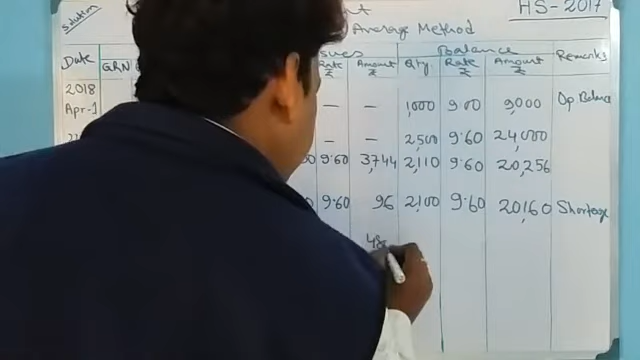 Solution
HS-2017
Average Method
Date GRN Rate ₹ Amount ₹ Balance Qty Rate ₹ Amount ₹ Remarks
2018
Apr-1 — — 1,000 9.00 9,000 Op. Balance
— — 2,500 9.60 24,000
9.60 3,744 2,110 9.60 20,256
9.60 96 2,100 9.60 20,160 Shortage